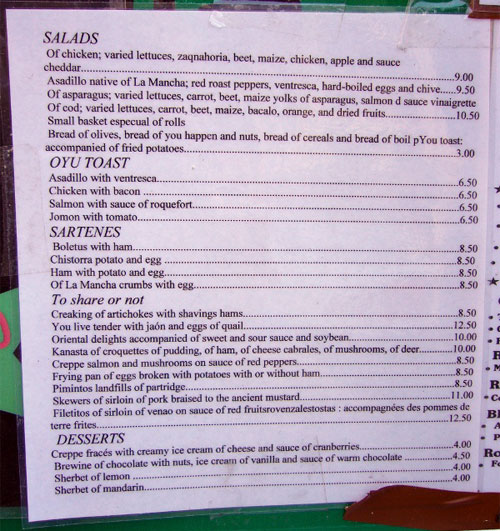 SALADS
Of chicken; varied lettuces, zaqnahoria, beet, maize, chicken, apple and sauce
cheddar....................................................................................................................9.00
Asadillo native of La Mancha; red roast peppers, ventresca, hard-boiled eggs and chive.....9.50
Of asparagus; varied lettuces, carrot, beet, maize yolks of asparagus, salmon d sauce vinaigrette
Of cod; varied lettuces, carrot, beet, maize, bacalo, orange, and dried fruits.......................10.50
Small basket especual of rolls
Bread of olives, bread of you happen and nuts, bread of cereals and bread of boil pYou toast:
accompanied of fried potatoes.................................................................................3.00
OYU TOAST
Asadillo with ventresca............................................................................................6.50
Chicken with bacon ................................................................................................6.50
Salmon with sauce of roquefort................................................................................6.50
Jomon with tomato..................................................................................................6.50
SARTENES
Boletus with ham.....................................................................................................8.50
Chistorra potato and egg .........................................................................................8.50
Ham with potato and egg.........................................................................................8.50
Of La Mancha crumbs with egg................................................................................8.50
To share or not
Creaking of artichokes with shavings hams..............................................................8.50
You live tender with jaón and eggs of quail..............................................................12.50
Oriental delights accompanied of sweet and sour sauce and soybean.........................10.00
Kanasta of croquettes of pudding, of ham, of cheese cabrales, of mushrooms, of deer..........10.00
Creppe salmon and mushrooms on sauce of red peppers...........................................8.50
Frying pan of eggs broken with potatoes with or without ham...................................8.50
Pimintos landfills of partridge..................................................................................8.50
Skewers of sirloin of pork braised to the ancient mustard..........................................11.00
Filetitos of sirloin of venao on sauce of red fruitsrovenzalestostas : accompagnées des pommes de
terre frites................................................................................................................12.50
DESSERTS
Creppe fracés with creamy ice cream of cheese and sauce of cranberries.....................4.00
Brewine of chocolate with nuts, ice cream of vanilla and sauce of warm chocolate ..............4.50
Sherbet of lemon .....................................................................................................4.00
Sherbet of mandarin.................................................................................................4.00